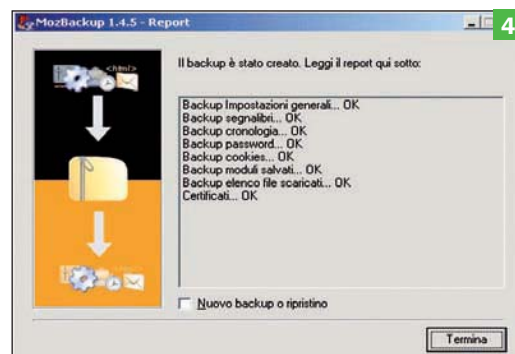 MozBackup 1.4.5 - Report
4
<html>
Il backup è stato creato. Leggi il report qui sotto:
Backup Impostazioni generali... OK
Backup segnalibri... OK
Backup cronologia... OK
Backup password... OK
Backup cookies... OK
Backup moduli salvati... OK
Backup elenco file scaricati... OK
Certificati... OK
Nuovo backup o ripristino
Termina